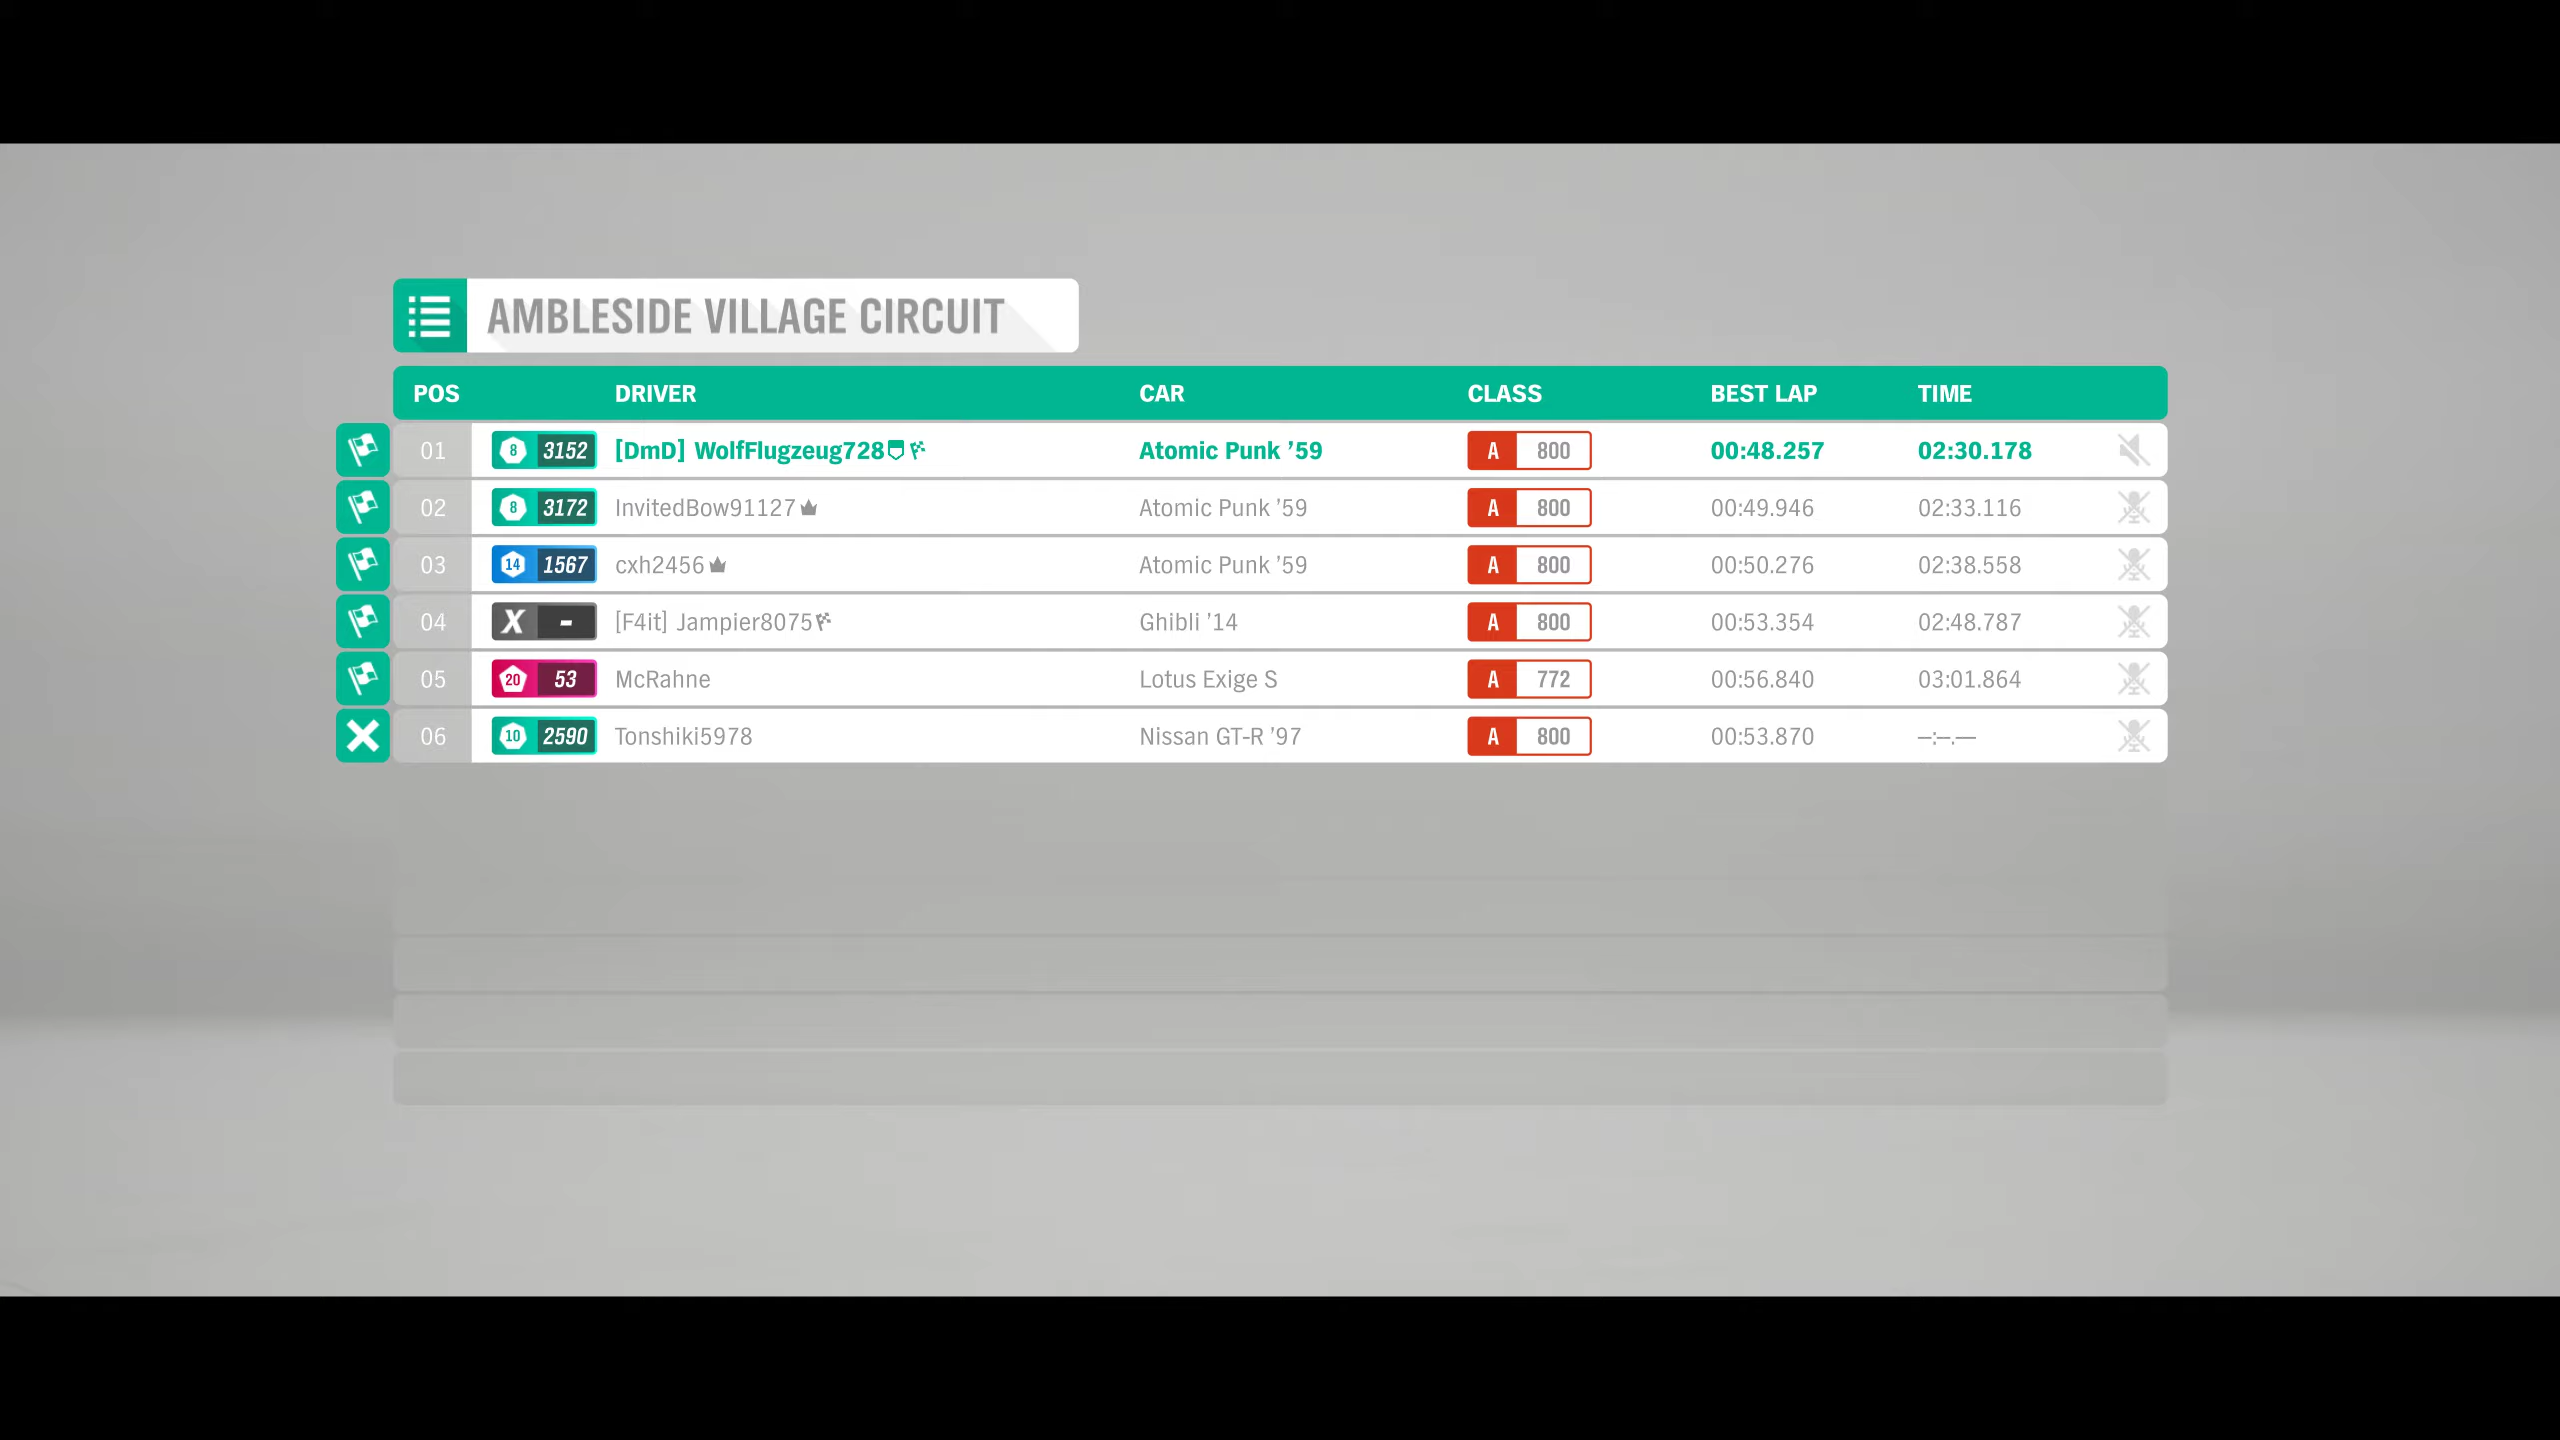 AMBLESIDE VILLAGE CIRCUIT
POS DRIVER CAR CLASS BEST LAP TIME
01 8 3152 [DmD] WolfFlugzeug728 Atomic Punk ’59 A 800 00:48.257 02:30.178
02 8 3172 InvitedBow91127 Atomic Punk ’59 A 800 00:49.946 02:33.116
03 14 1567 cxh2456 Atomic Punk ’59 A 800 00:50.276 02:38.558
04 X - [F4it] Jampier8075 Ghibli ’14 A 800 00:53.354 02:48.787
05 20 53 McRahne Lotus Exige S A 772 00:56.840 03:01.864
06 10 2590 Tonshiki5978 Nissan GT-R ’97 A 800 00:53.870 --:--.---